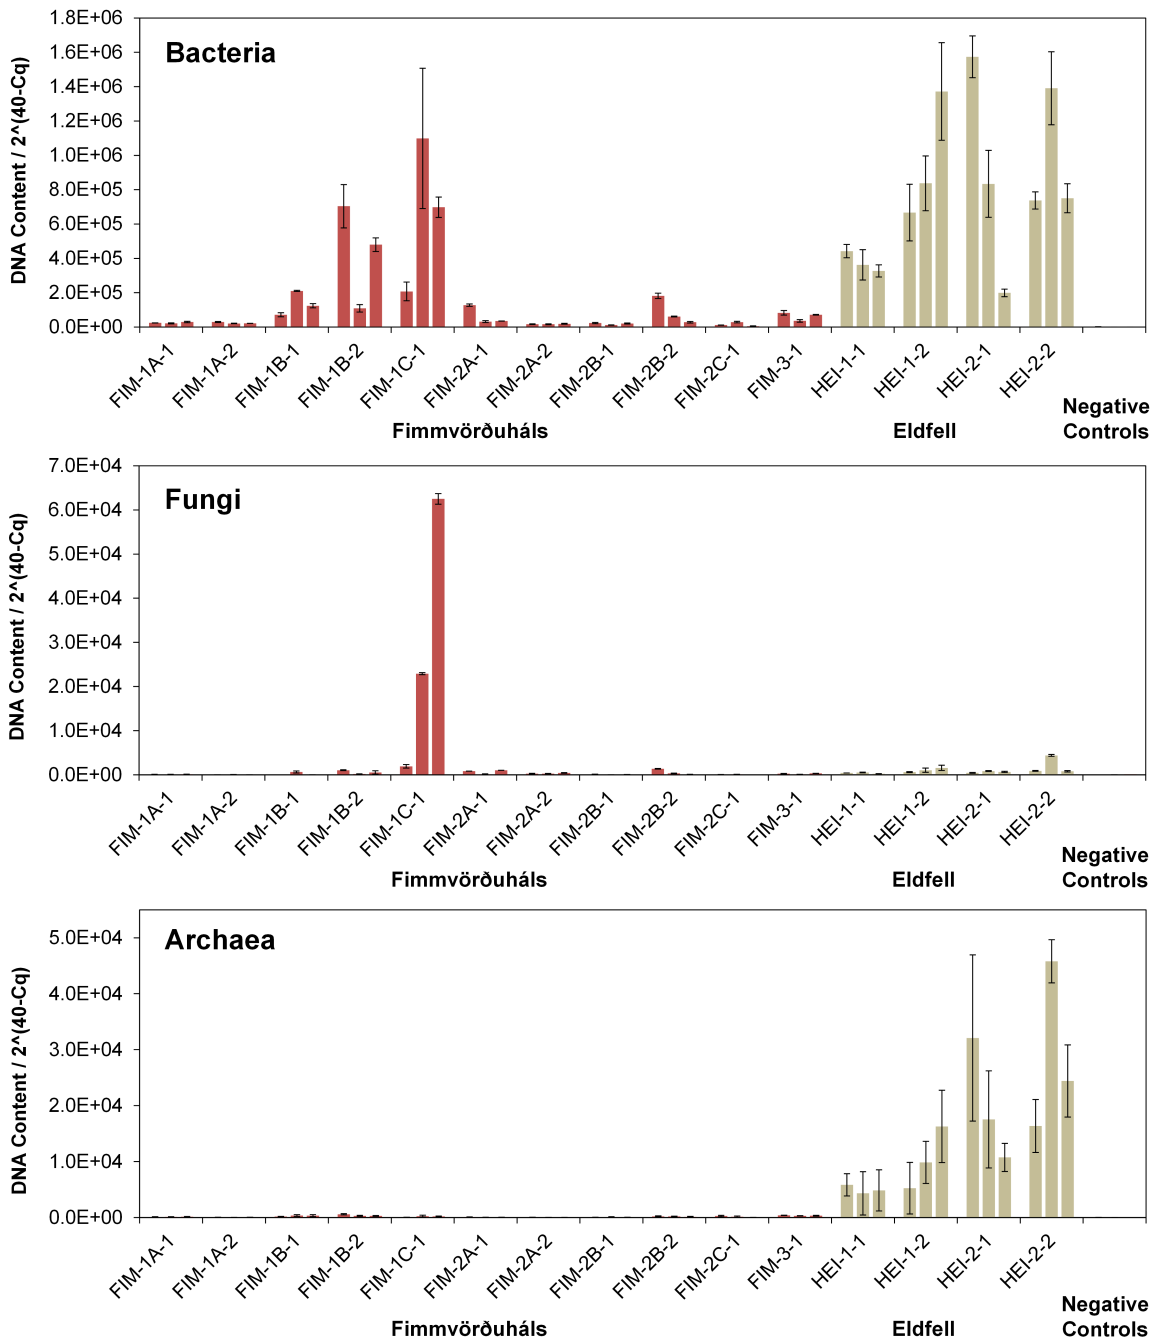 Bacteria
DNA Content / 2^(40-Cq)
1.8E+06
1.6E+06
1.4E+06
1.2E+06
1.0E+06
8.0E+05
6.0E+05
4.0E+05
2.0E+05
0.0E+00
FIM-1A-1
FIM-1A-2
FIM-1B-1
FIM-1B-2
FIM-1C-1
FIM-2A-1
FIM-2A-2
FIM-2B-1
FIM-2B-2
FIM-2C-1
FIM-3-1
HEI-1-1
HEI-1-2
HEI-2-1
HEI-2-2
Fimmvörðuháls
Eldfell
Negative
Controls
Fungi
DNA Content / 2^(40-Cq)
7.0E+04
6.0E+04
5.0E+04
4.0E+04
3.0E+04
2.0E+04
1.0E+04
0.0E+00
FIM-1A-1
FIM-1A-2
FIM-1B-1
FIM-1B-2
FIM-1C-1
FIM-2A-1
FIM-2A-2
FIM-2B-1
FIM-2B-2
FIM-2C-1
FIM-3-1
HEI-1-1
HEI-1-2
HEI-2-1
HEI-2-2
Fimmvörðuháls
Eldfell
Negative
Controls
Archaea
DNA Content / 2^(40-Cq)
5.0E+04
4.0E+04
3.0E+04
2.0E+04
1.0E+04
0.0E+00
FIM-1A-1
FIM-1A-2
FIM-1B-1
FIM-1B-2
FIM-1C-1
FIM-2A-1
FIM-2A-2
FIM-2B-1
FIM-2B-2
FIM-2C-1
FIM-3-1
HEI-1-1
HEI-1-2
HEI-2-1
HEI-2-2
Fimmvörðuháls
Eldfell
Negative
Controls